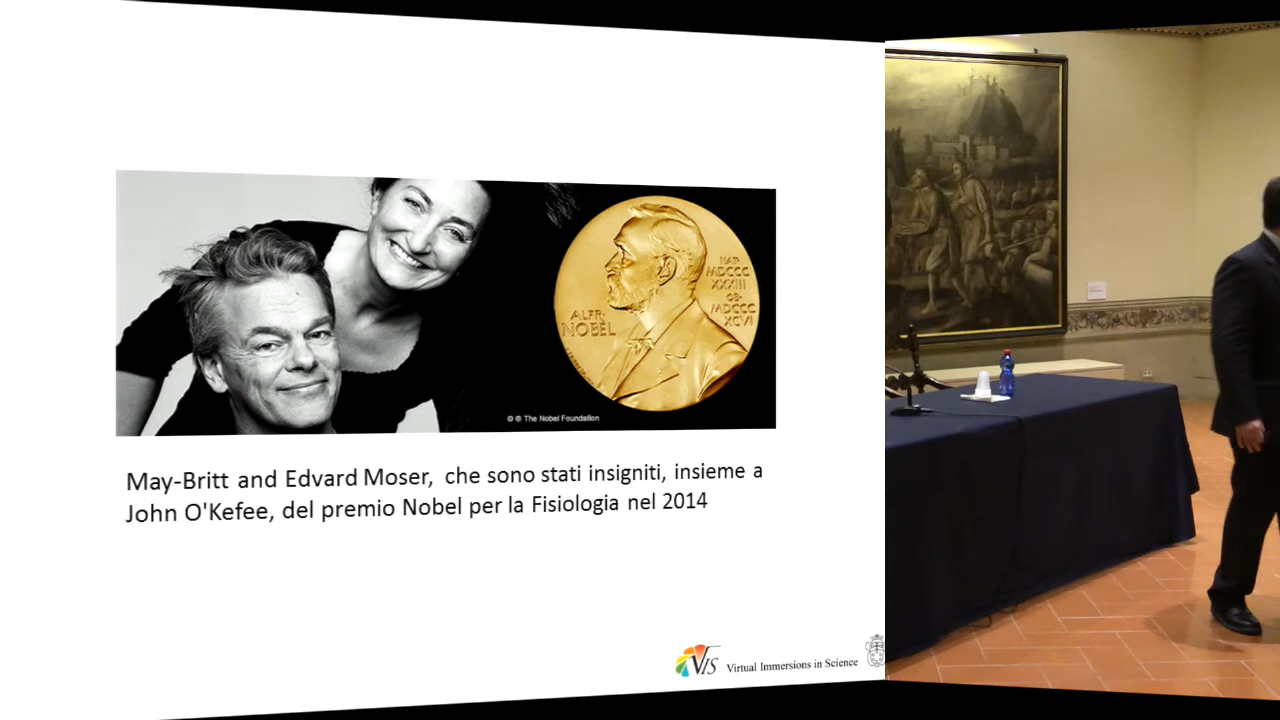 ALFR·
NOBEL
NAT·
MDCCC
XXXIII
OB·
MDCCC
XCVI
© ® The Nobel Foundation
May-Britt and Edvard Moser, che sono stati insigniti, insieme a
John O'Kefee, del premio Nobel per la Fisiologia nel 2014
VIS Virtual Immersions in Science